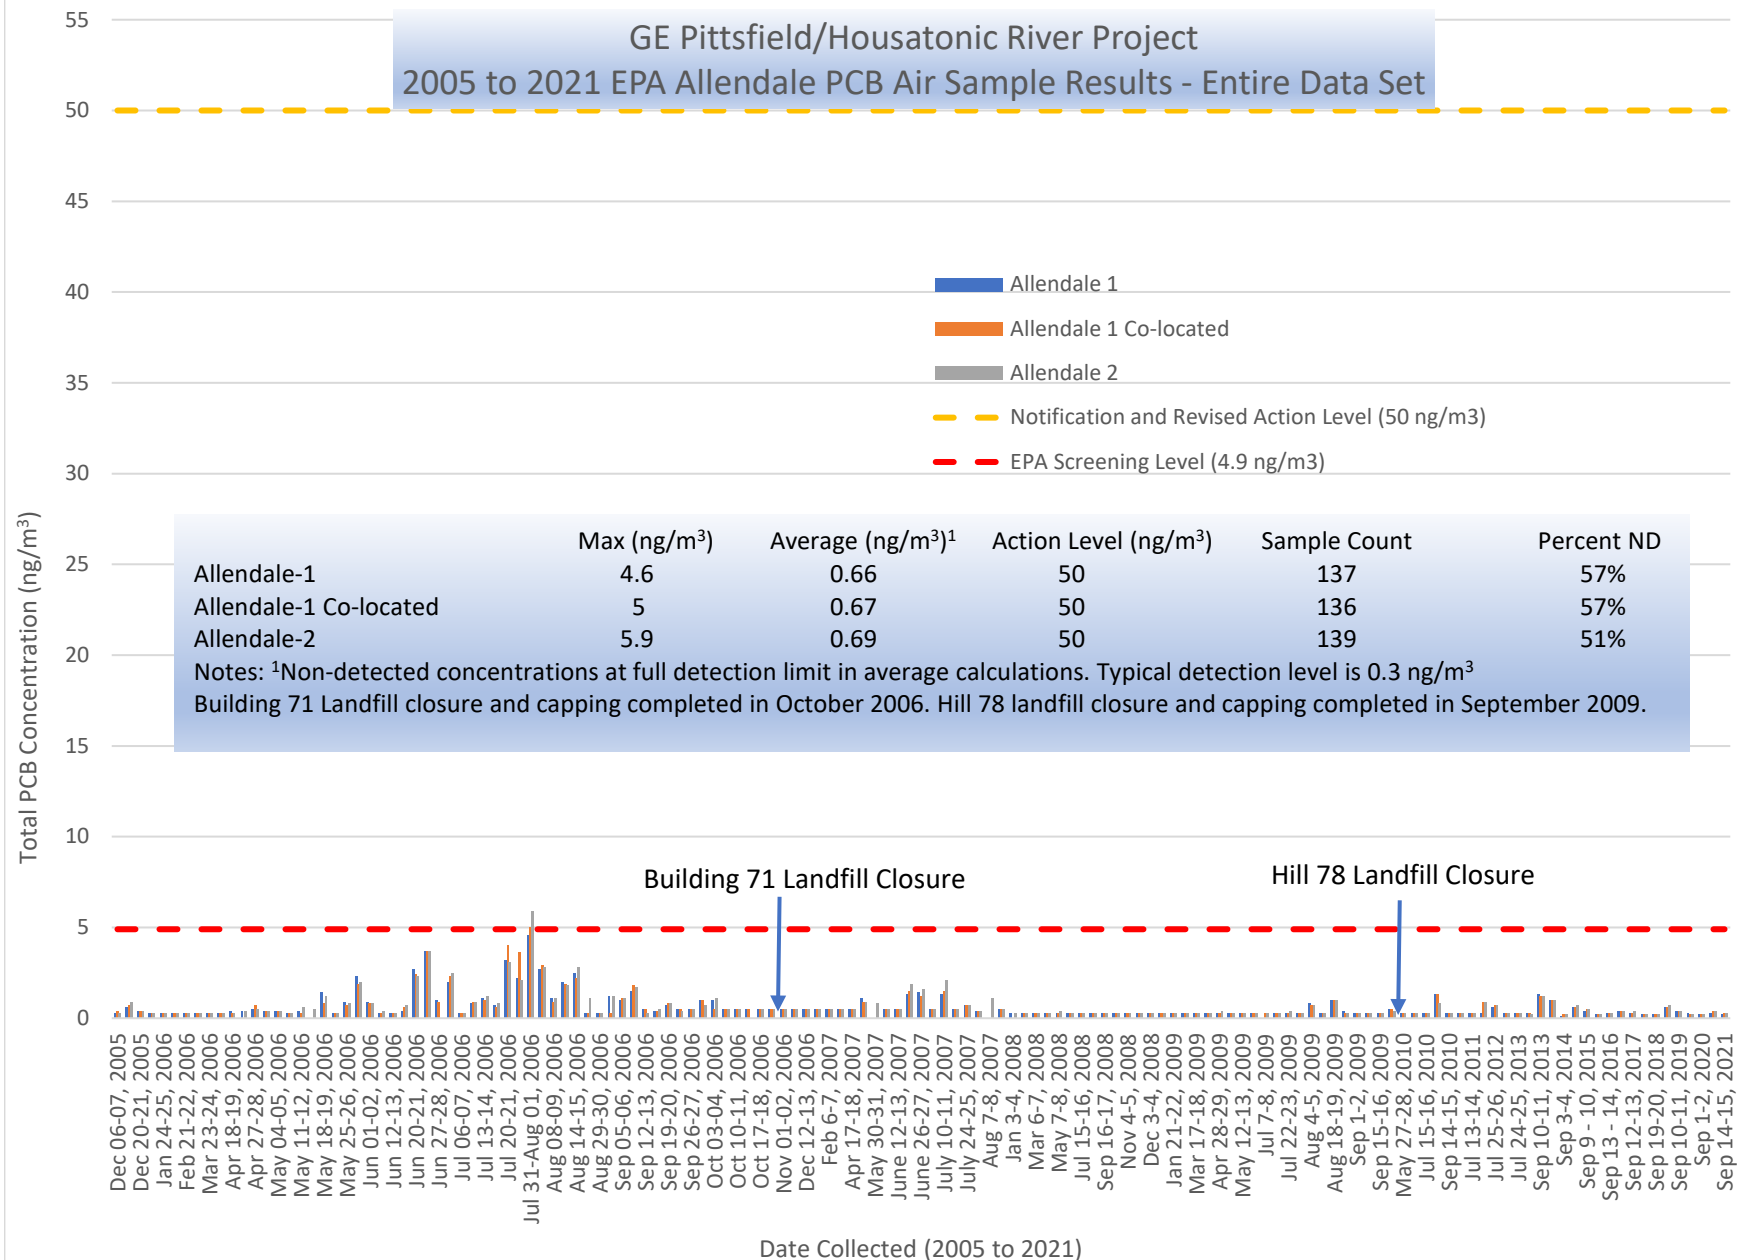 GE Pittsfield/Housatonic River Project
2005 to 2021 EPA Allendale PCB Air Sample Results - Entire Data Set
55
50
45
40
35
30
25
20
15
10
5
0
Total PCB Concentration (ng/m³)
Allendale 1
Allendale 1 Co-located
Allendale 2
Notification and Revised Action Level (50 ng/m3)
EPA Screening Level (4.9 ng/m3)
Max (ng/m³) Average (ng/m³)¹ Action Level (ng/m³) Sample Count Percent ND
Allendale-1 4.6 0.66 50 137 57%
Allendale-1 Co-located 5 0.67 50 136 57%
Allendale-2 5.9 0.69 50 139 51%
Notes: ¹Non-detected concentrations at full detection limit in average calculations. Typical detection level is 0.3 ng/m³
Building 71 Landfill closure and capping completed in October 2006. Hill 78 landfill closure and capping completed in September 2009.
Building 71 Landfill Closure
Hill 78 Landfill Closure
Dec 06-07, 2005
Dec 20-21, 2005
Jan 24-25, 2006
Feb 21-22, 2006
Mar 23-24, 2006
Apr 18-19, 2006
Apr 27-28, 2006
May 04-05, 2006
May 11-12, 2006
May 18-19, 2006
May 25-26, 2006
Jun 01-02, 2006
Jun 12-13, 2006
Jun 20-21, 2006
Jun 27-28, 2006
Jul 06-07, 2006
Jul 13-14, 2006
Jul 20-21, 2006
Jul 31-Aug 01, 2006
Aug 08-09, 2006
Aug 14-15, 2006
Aug 29-30, 2006
Sep 05-06, 2006
Sep 12-13, 2006
Sep 19-20, 2006
Sep 26-27, 2006
Oct 03-04, 2006
Oct 10-11, 2006
Oct 17-18, 2006
Nov 01-02, 2006
Dec 12-13, 2006
Feb 6-7, 2007
Apr 17-18, 2007
May 30-31, 2007
June 12-13, 2007
June 26-27, 2007
July 10-11, 2007
July 24-25, 2007
Aug 7-8, 2007
Jan 3-4, 2008
Mar 6-7, 2008
May 7-8, 2008
Jul 15-16, 2008
Sep 16-17, 2008
Nov 4-5, 2008
Dec 3-4, 2008
Jan 21-22, 2009
Mar 17-18, 2009
Apr 28-29, 2009
May 12-13, 2009
Jul 7-8, 2009
Jul 22-23, 2009
Aug 4-5, 2009
Aug 18-19, 2009
Sep 1-2, 2009
Sep 15-16, 2009
May 27-28, 2010
Jul 15-16, 2010
Sep 14-15, 2010
Jul 13-14, 2011
Jul 25-26, 2012
Jul 24-25, 2013
Sep 10-11, 2013
Sep 3-4, 2014
Sep 9 - 10, 2015
Sep 13 - 14, 2016
Sep 12-13, 2017
Sep 19-20, 2018
Sep 10-11, 2019
Sep 1-2, 2020
Sep 14-15, 2021
Date Collected (2005 to 2021)